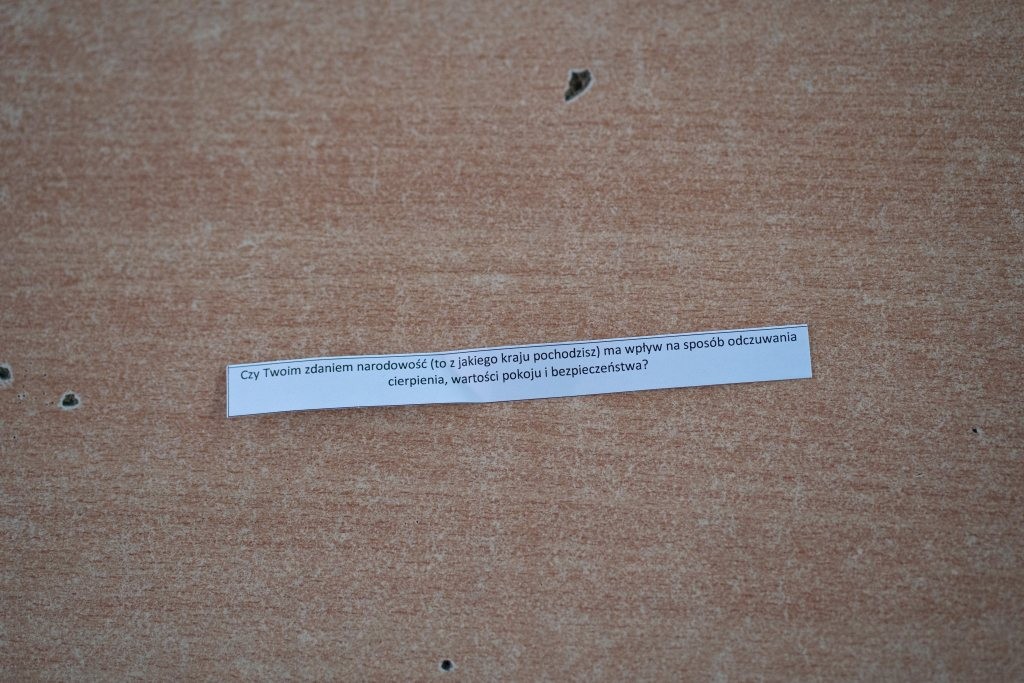 Czy Twoim zdaniem narodowość (to z jakiego kraju pochodzisz) ma wpływ na sposób odczuwania
cierpienia, wartości pokoju i bezpieczeństwa?